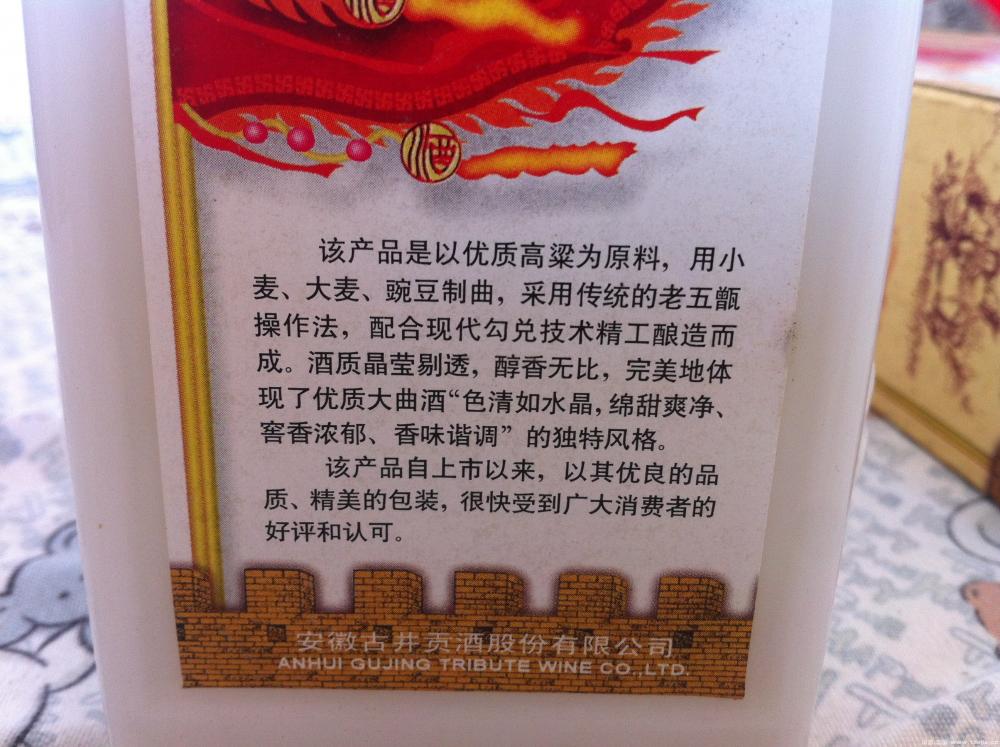 酒
该产品是以优质高粱为原料，用小
麦、大麦、豌豆制曲，采用传统的老五甑
操作法，配合现代勾兑技术精工酿造而
成。酒质晶莹剔透，醇香无比，完美地体
现了优质大曲酒“色清如水晶，绵甜爽净、
窖香浓郁、香味谐调”的独特风格。
该产品自上市以来，以其优良的品
质、精美的包装，很快受到广大消费者的
好评和认可。
安徽古井贡酒股份有限公司
ANHUI GUJING TRIBUTE WINE CO.,LTD.